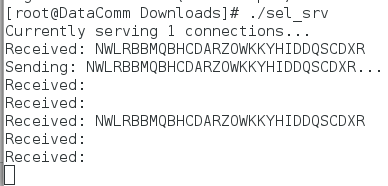 [root@DataComm Downloads]# ./sel_srv
Currently serving 1 connections...
Received: NWLRBBMQBHCDARZOWKKYHIDDQSCDXR
Sending: NWLRBBMQBHCDARZOWKKYHIDDQSCDXR...
Received:
Received:
Received: NWLRBBMQBHCDARZOWKKYHIDDQSCDXR
Received:
Received: